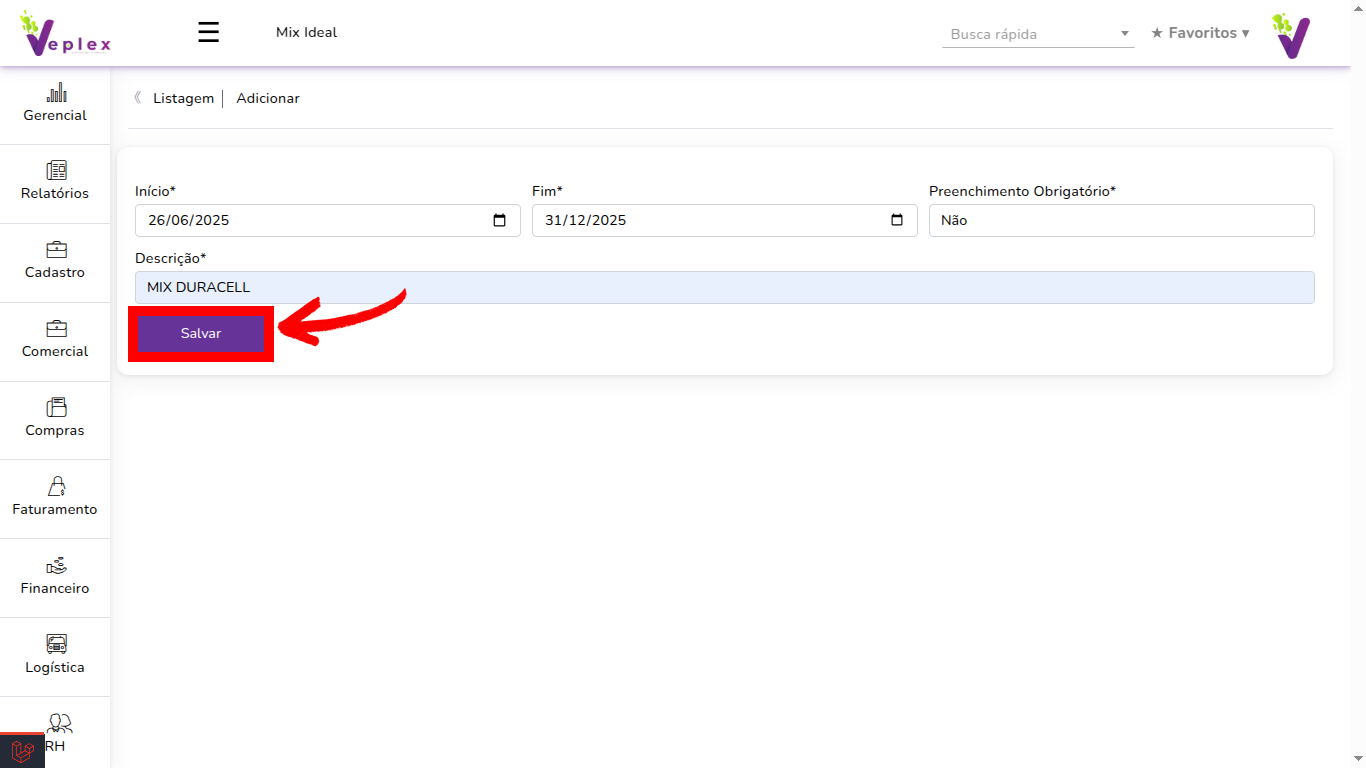 Veplex
☰ Mix Ideal
Busca rápida
★ Favoritos ▾
Gerencial
Relatórios
Cadastro
Comercial
Compras
Faturamento
Financeiro
Logística
RH
《 Listagem | Adicionar
Início* Fim* Preenchimento Obrigatório*
26/06/2025 31/12/2025 Não
Descrição*
MIX DURACELL
Salvar